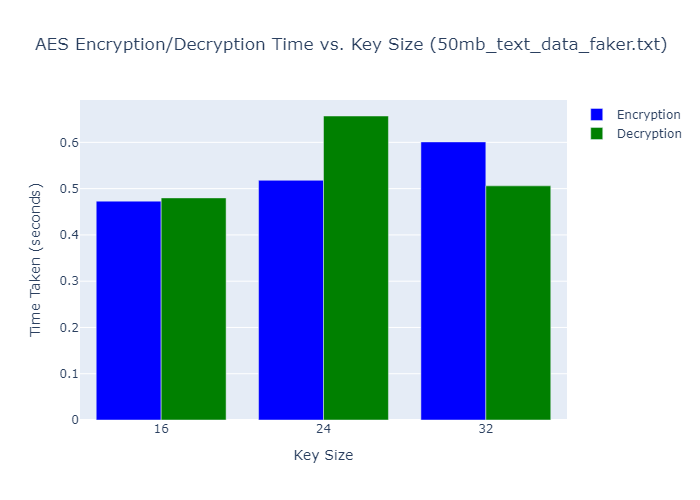 AES Encryption/Decryption Time vs. Key Size (50mb_text_data_faker.txt)
Encryption
Decryption
Time Taken (seconds)
0.6
0.5
0.4
0.3
0.2
0.1
0
16
24
32
Key Size